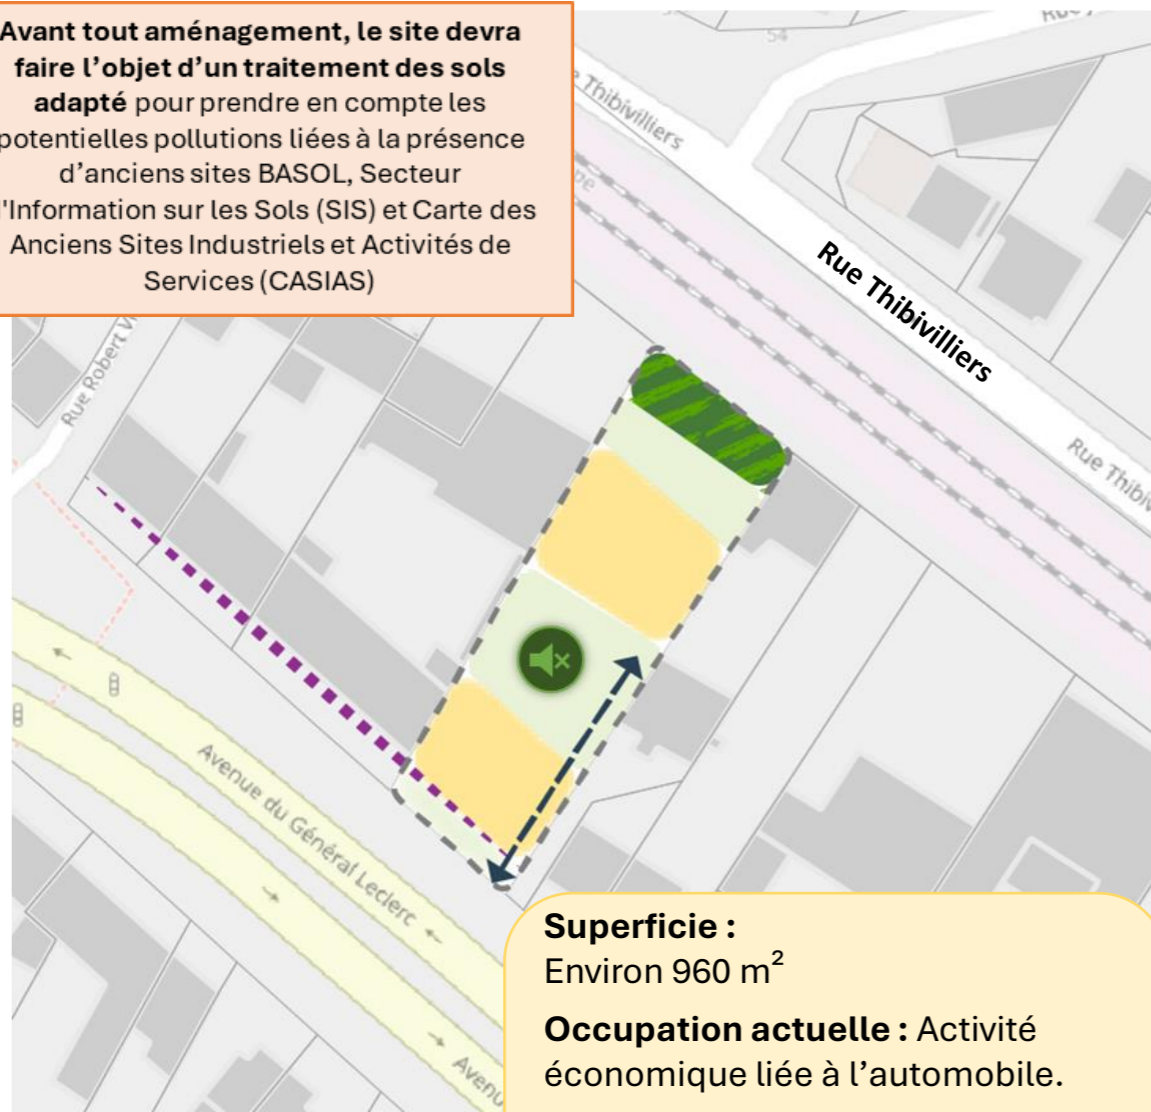 Avant tout aménagement, le site devra
faire l’objet d’un traitement des sols
adapté pour prendre en compte les
potentielles pollutions liées à la présence
d’anciens sites BASOL, Secteur
'Information sur les Sols (SIS) et Carte des
Anciens Sites Industriels et Activités de
Services (CASIAS)
54
Thibivilliers
Rue Thibivilliers
Rue Thibiv
Rue Robert V
Avenue du Général Leclerc
Avenu
Superficie :
Environ 960 m²
Occupation actuelle : Activité
économique liée à l’automobile.